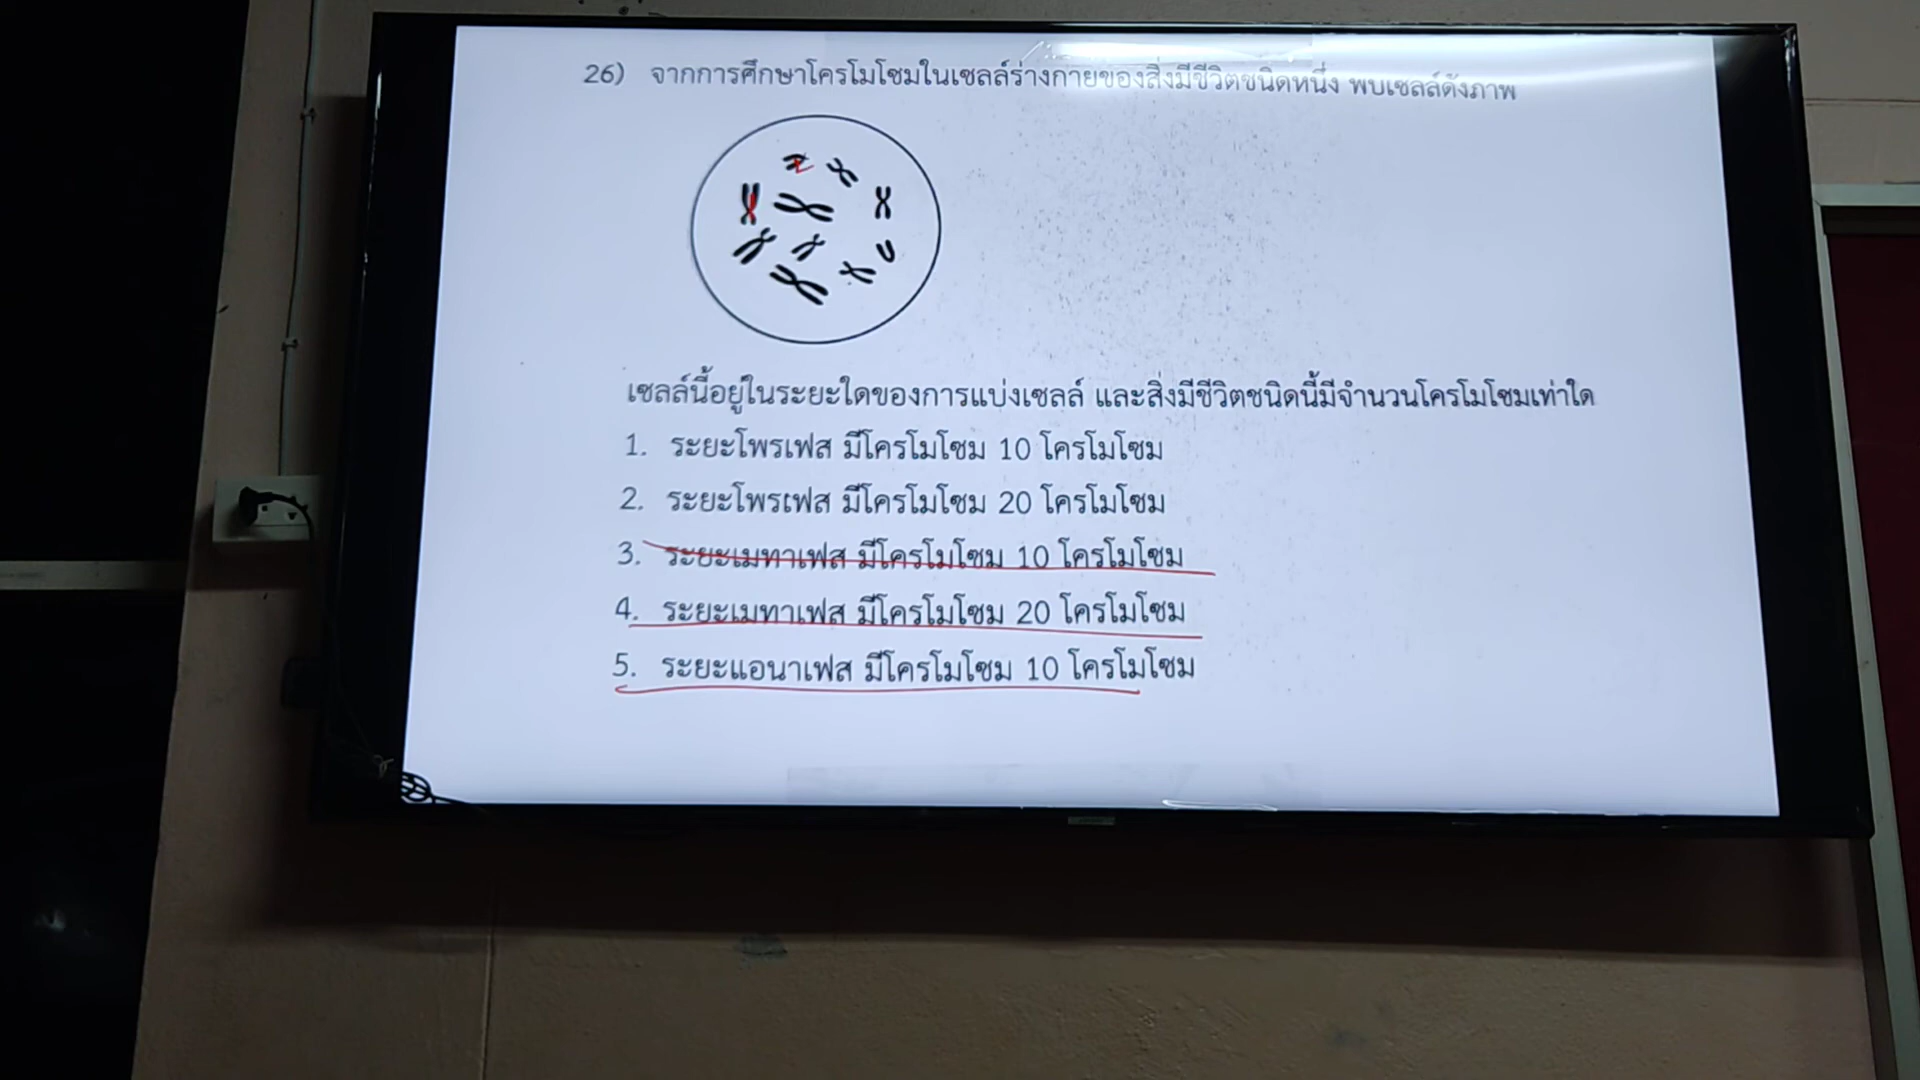 26) จากการศึกษาโครโมโซมในเซลล์ร่างกายของสิ่งมีชีวิตชนิดหนึ่ง พบเซลล์ดังภาพ
เซลล์นี้อยู่ในระยะใดของการแบ่งเซลล์ และสิ่งมีชีวิตชนิดนี้มีจำนวนโครโมโซมเท่าใด
1. ระยะโพรเฟส มีโครโมโซม 10 โครโมโซม
2. ระยะโพรเฟส มีโครโมโซม 20 โครโมโซม
3. ระยะเมทาเฟส มีโครโมโซม 10 โครโมโซม
4. ระยะเมทาเฟส มีโครโมโซม 20 โครโมโซม
5. ระยะแอนาเฟส มีโครโมโซม 10 โครโมโซม